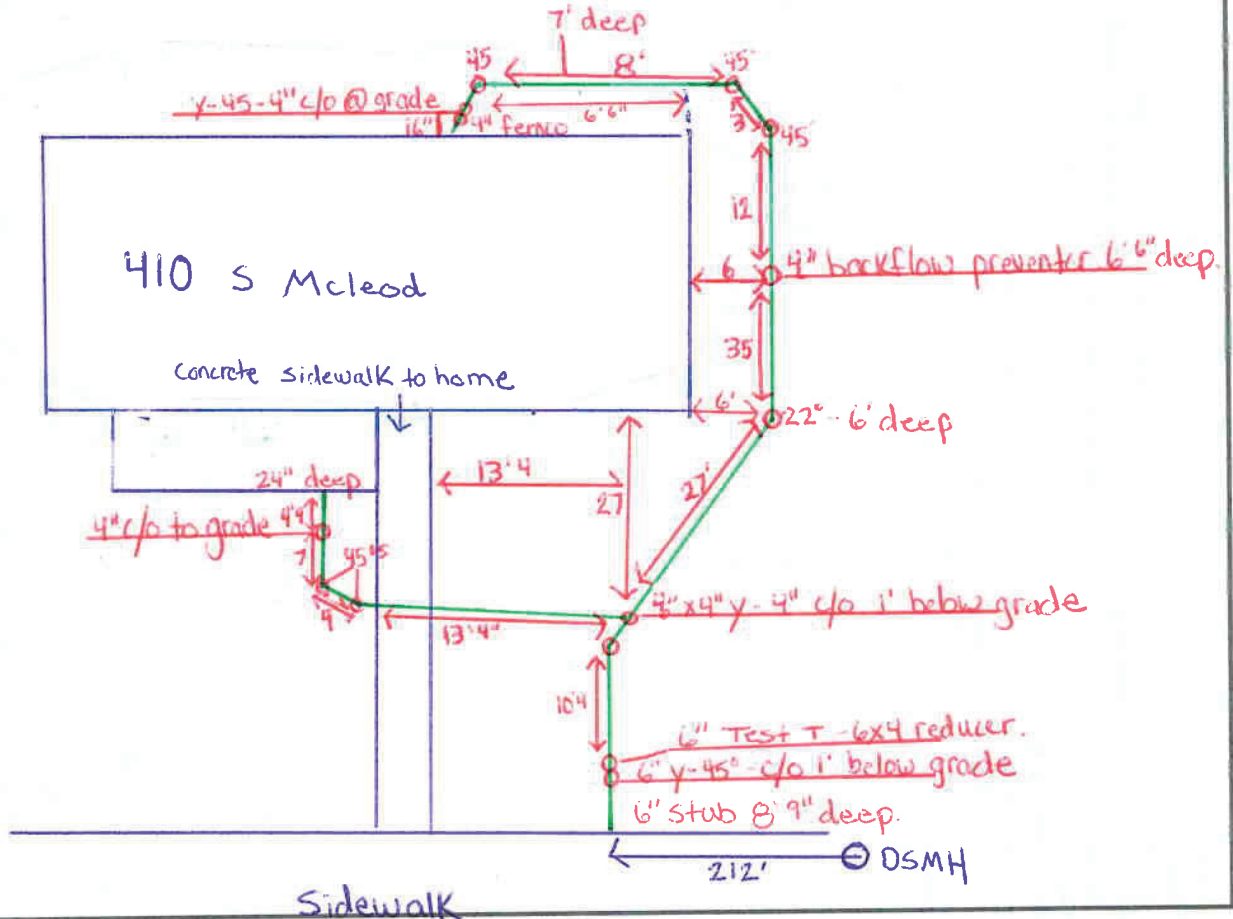 7' deep
45
8'
45
y-45-4" c/o @ grade
16"
4" fernco
6'6"
3
45
12
410 S Mcleod
6
4" backflow preventer 6'6" deep.
35
concrete sidewalk to home
6'
22° - 6' deep
13'4
27
27'
24" deep
4'4
4" c/o to grade
7
45°s
4
4" x4" y - 4" c/o 1' below grade
13'4"
10'4
6" Test T - 6x4 reducer.
6" y-45° - c/o 1' below grade
6" stub 8'9" deep.
212'
DSMH
Sidewalk